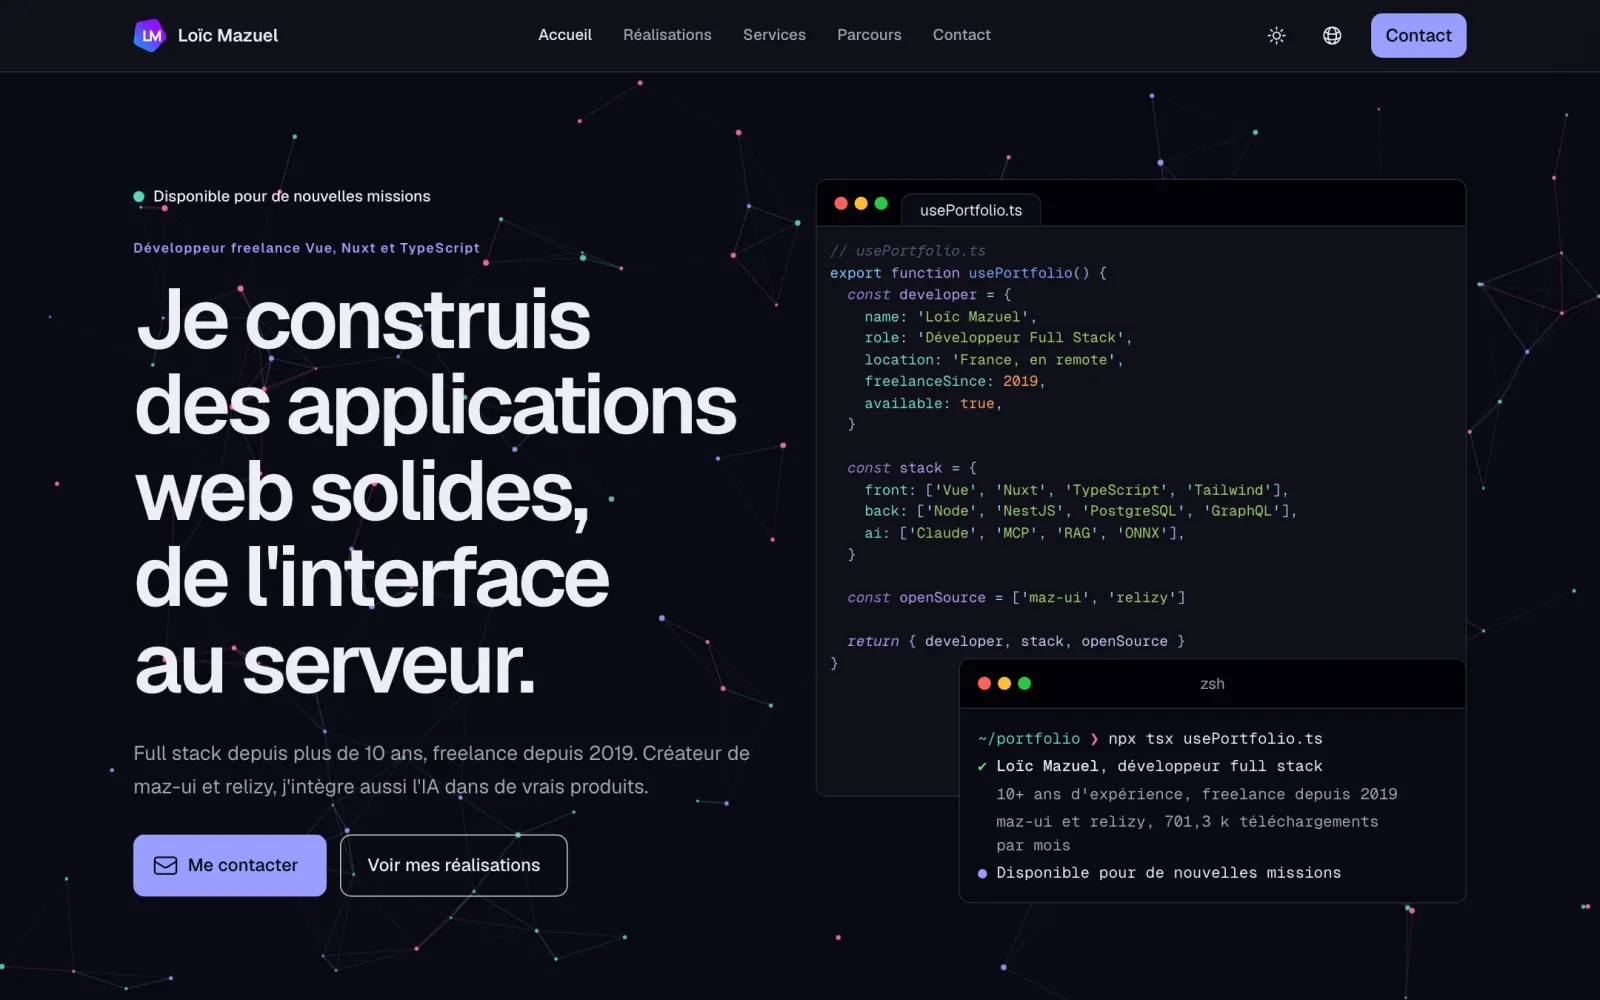 LM Loïc Mazuel
Accueil
Réalisations
Services
Parcours
Contact
Contact
Disponible pour de nouvelles missions
Développeur freelance Vue, Nuxt et TypeScript
Je construis
des applications
web solides,
de l'interface
au serveur.
Full stack depuis plus de 10 ans, freelance depuis 2019. Créateur de
maz-ui et relizy, j'intègre aussi l'IA dans de vrais produits.
Me contacter
Voir mes réalisations
usePortfolio.ts
// usePortfolio.ts
export function usePortfolio() {
  const developer = {
    name: 'Loïc Mazuel',
    role: 'Développeur Full Stack',
    location: 'France, en remote',
    freelanceSince: 2019,
    available: true,
  }
  const stack = {
    front: ['Vue', 'Nuxt', 'TypeScript', 'Tailwind'],
    back: ['Node', 'NestJS', 'PostgreSQL', 'GraphQL'],
    ai: ['Claude', 'MCP', 'RAG', 'ONNX'],
  }
  const openSource = ['maz-ui', 'relizy']
  return { developer, stack, openSource }
}
zsh
~/portfolio ❯ npx tsx usePortfolio.ts
✔ Loïc Mazuel, développeur full stack
10+ ans d'expérience, freelance depuis 2019
maz-ui et relizy, 701,3 k téléchargements
par mois
● Disponible pour de nouvelles missions